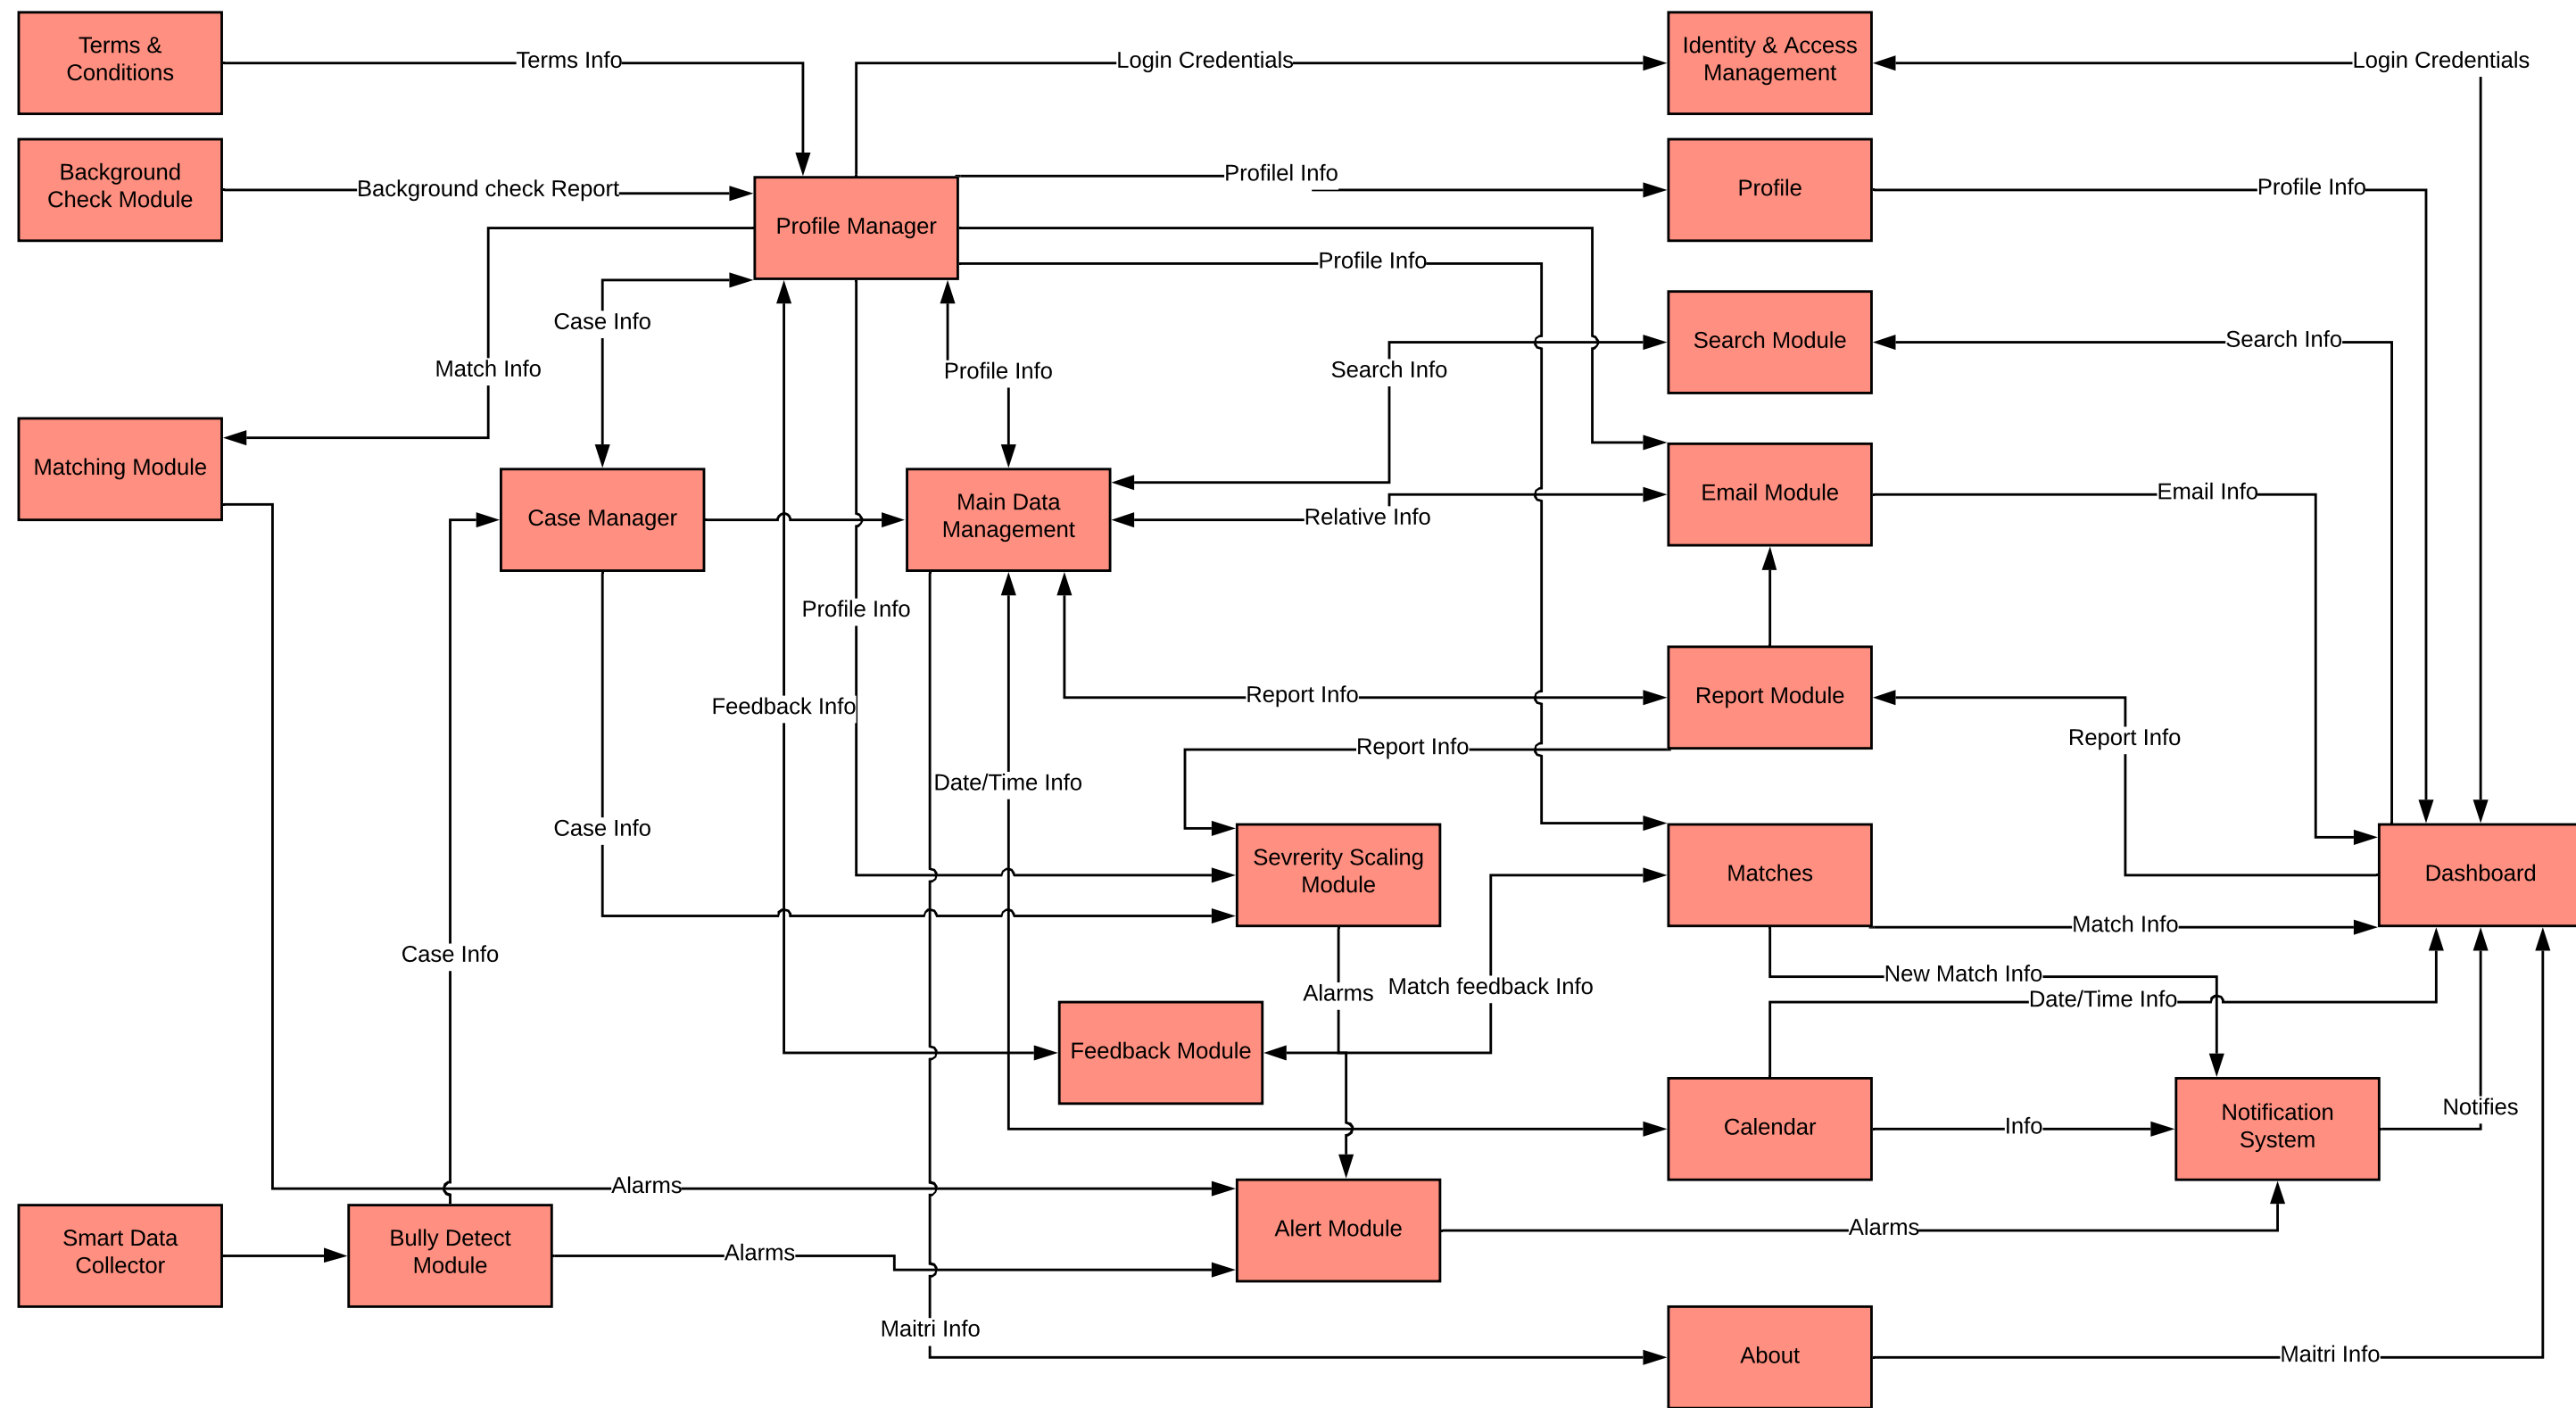 Terms &
Conditions
Terms Info
Login Credentials
Identity & Access
Management
Login Credentials
Background
Check Module
Background check Report
Profile Manager
Profilel Info
Profile
Profile Info
Profile Info
Case Info
Match Info
Profile Info
Search Info
Search Module
Search Info
Matching Module
Case Manager
Main Data
Management
Relative Info
Email Module
Email Info
Profile Info
Feedback Info
Report Info
Report Module
Report Info
Report Info
Date/Time Info
Case Info
Sevrerity Scaling
Module
Matches
Dashboard
Match Info
Case Info
Alarms
Match feedback Info
New Match Info
Date/Time Info
Feedback Module
Calendar
Info
Notification
System
Notifies
Alarms
Smart Data
Collector
Bully Detect
Module
Alarms
Alert Module
Alarms
Maitri Info
About
Maitri Info